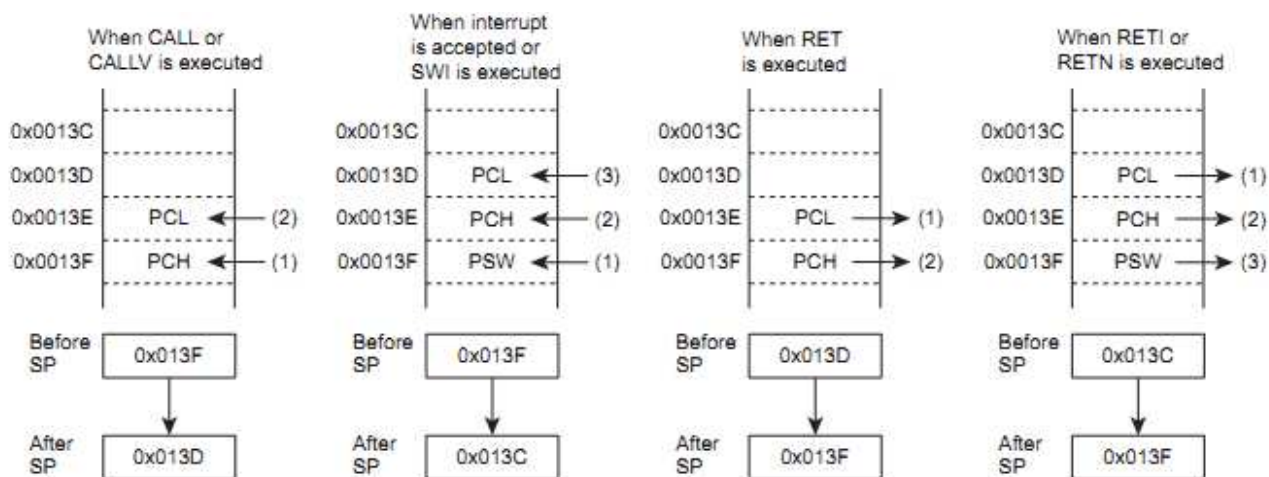 When CALL or
CALLV is executed
0x0013C
0x0013D
0x0013E PCL (2)
0x0013F PCH (1)
Before
SP
0x013F
After
SP
0x013D
When interrupt
is accepted or
SWI is executed
0x0013C
0x0013D PCL (3)
0x0013E PCH (2)
0x0013F PSW (1)
Before
SP
0x013F
After
SP
0x013C
When RET
is executed
0x0013C
0x0013D
0x0013E PCL (1)
0x0013F PCH (2)
Before
SP
0x013D
After
SP
0x013F
When RETI or
RETN is executed
0x0013C
0x0013D PCL (1)
0x0013E PCH (2)
0x0013F PSW (3)
Before
SP
0x013C
After
SP
0x013F